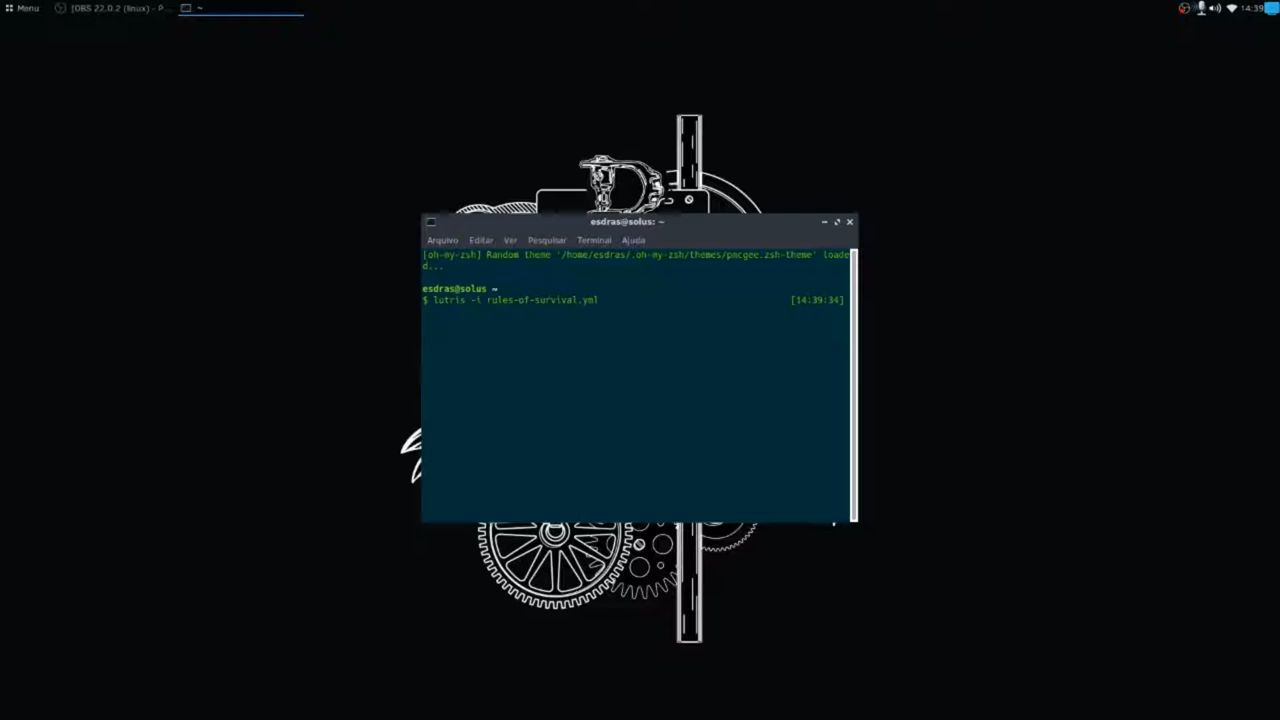 Menu
[OBS 22.0.2 (linux) - P...
~
14:39
esdras@solus: ~
Arquivo Editar Ver Pesquisar Terminal Ajuda
[oh-my-zsh] Random theme '/home/esdras/.oh-my-zsh/themes/pmcgee.zsh-theme' loade
d...
esdras@solus ~
$ lutris -i rules-of-survival.yml [14:39:34]